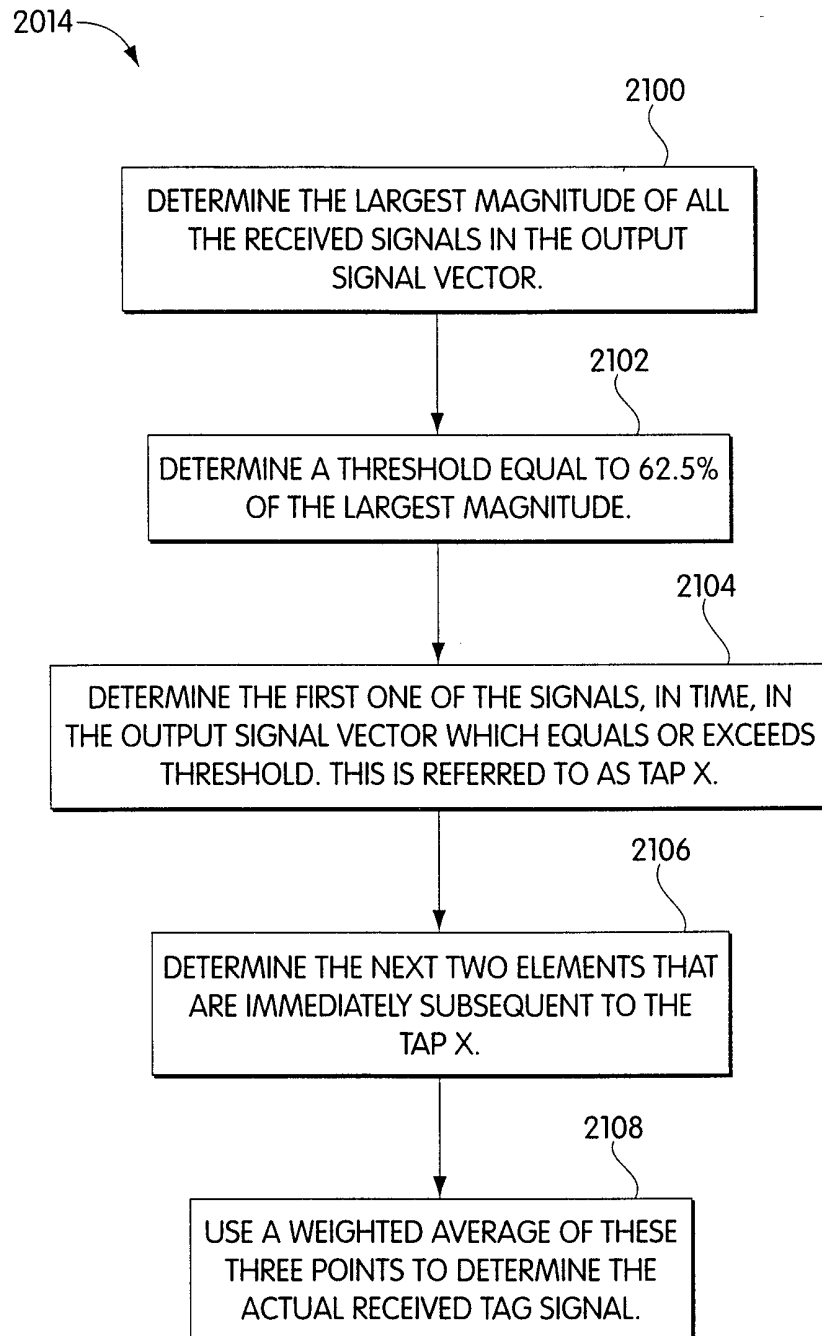 2014
2100
DETERMINE THE LARGEST MAGNITUDE OF ALL
THE RECEIVED SIGNALS IN THE OUTPUT
SIGNAL VECTOR.
2102
DETERMINE A THRESHOLD EQUAL TO 62.5%
OF THE LARGEST MAGNITUDE.
2104
DETERMINE THE FIRST ONE OF THE SIGNALS, IN TIME, IN
THE OUTPUT SIGNAL VECTOR WHICH EQUALS OR EXCEEDS
THRESHOLD. THIS IS REFERRED TO AS TAP X.
2106
DETERMINE THE NEXT TWO ELEMENTS THAT
ARE IMMEDIATELY SUBSEQUENT TO THE
TAP X.
2108
USE A WEIGHTED AVERAGE OF THESE
THREE POINTS TO DETERMINE THE
ACTUAL RECEIVED TAG SIGNAL.